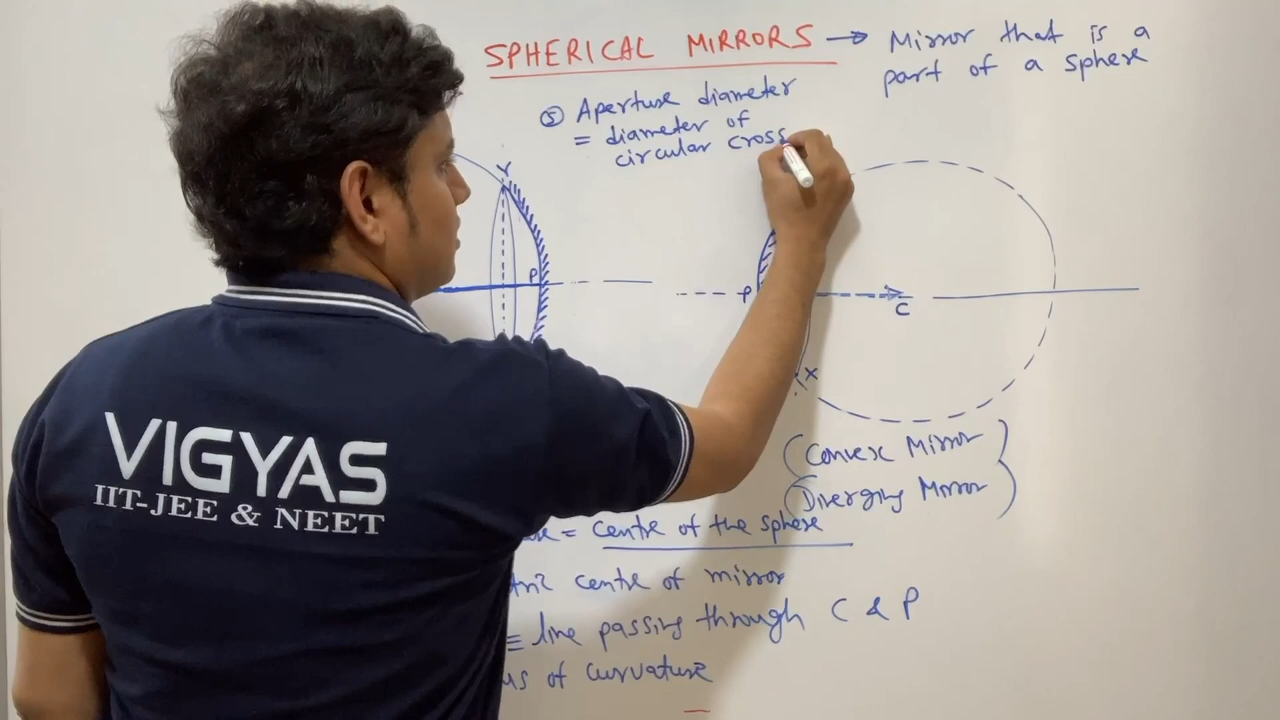 SPHERICAL MIRRORS → Mirror that is a
part of a sphere
⑤ Aperture diameter
= diameter of
circular cross
Y
P
P
C
X
(Convex Mirror
(Diverging Mirror)
= centre of the sphere
centre of mirror
≡ line passing through C & P
of curvature
VIGYAS
IIT-JEE & NEET